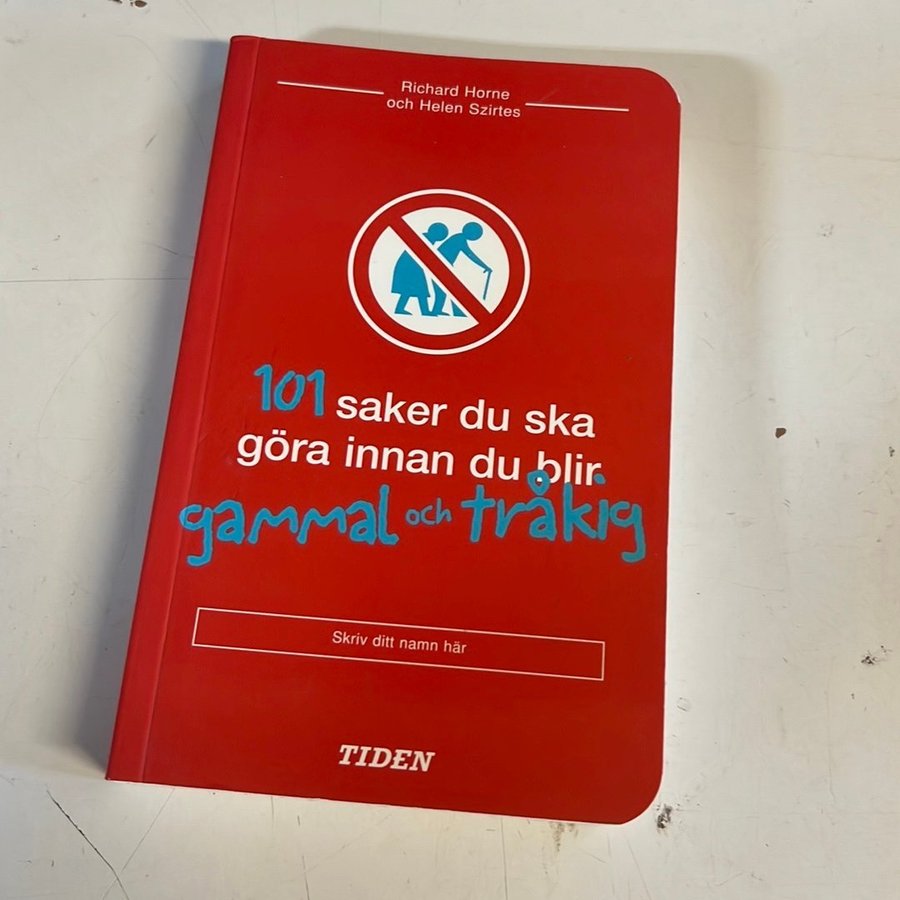 Richard Horne
och Helen Szirtes
101 saker du ska
göra innan du blir
gammal och tråkig
Skriv ditt namn här
TIDEN